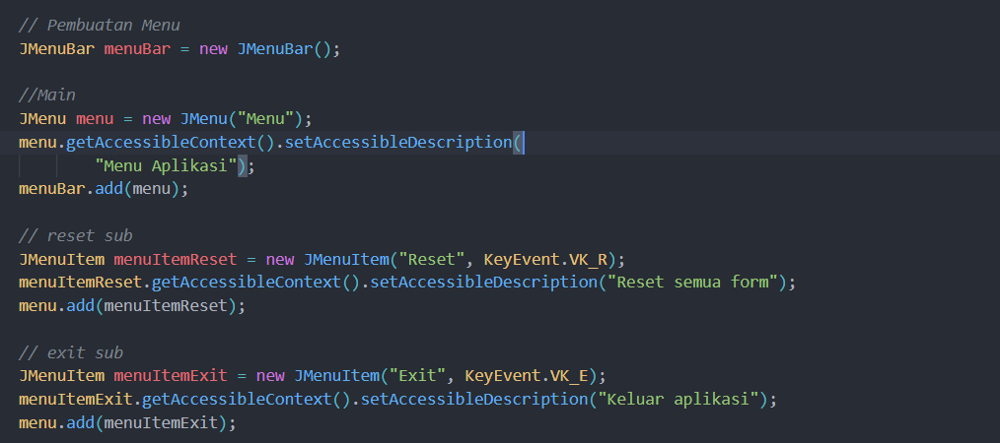 // Pembuatan Menu
JMenuBar menuBar = new JMenuBar();
//Main
JMenu menu = new JMenu("Menu");
menu.getAccessibleContext().setAccessibleDescription(
"Menu Aplikasi");
menuBar.add(menu);
// reset sub
JMenuItem menuItemReset = new JMenuItem("Reset", KeyEvent.VK_R);
menuItemReset.getAccessibleContext().setAccessibleDescription("Reset semua form");
menu.add(menuItemReset);
// exit sub
JMenuItem menuItemExit = new JMenuItem("Exit", KeyEvent.VK_E);
menuItemExit.getAccessibleContext().setAccessibleDescription("Keluar aplikasi");
menu.add(menuItemExit);